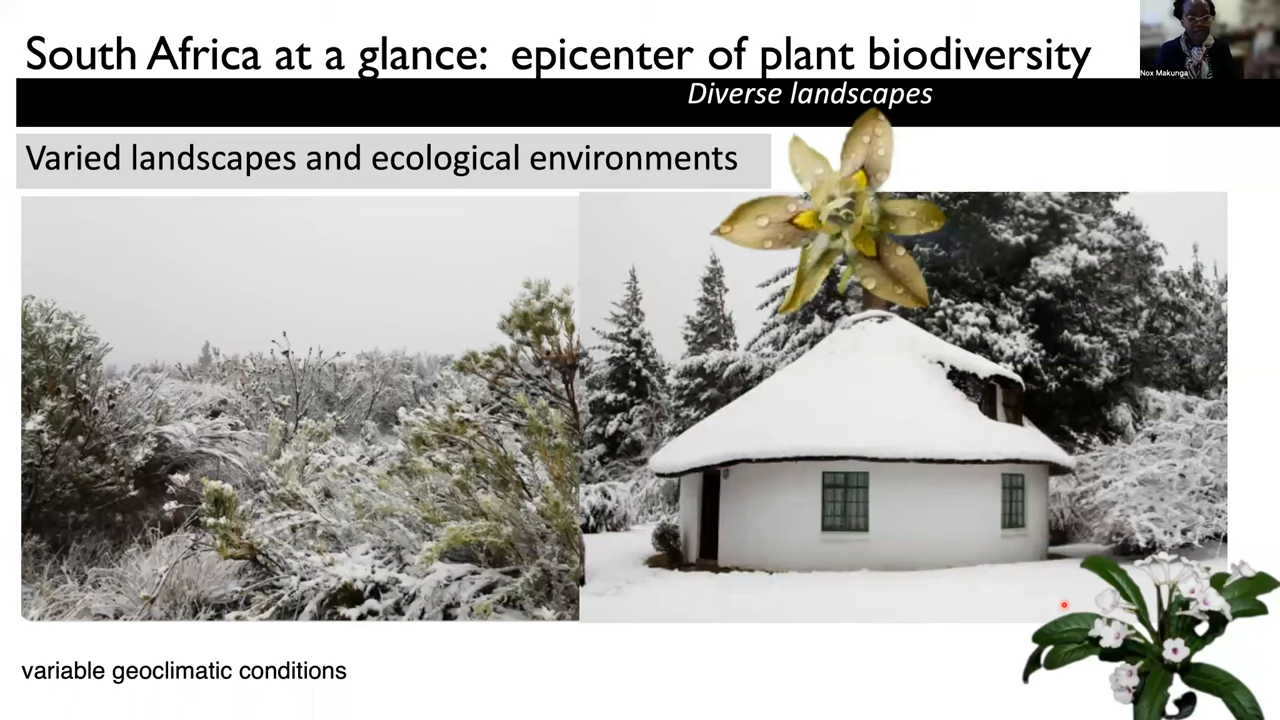 South Africa at a glance: epicenter of plant biodiversity
Nox Makunga
Diverse landscapes
Varied landscapes and ecological environments
variable geoclimatic conditions